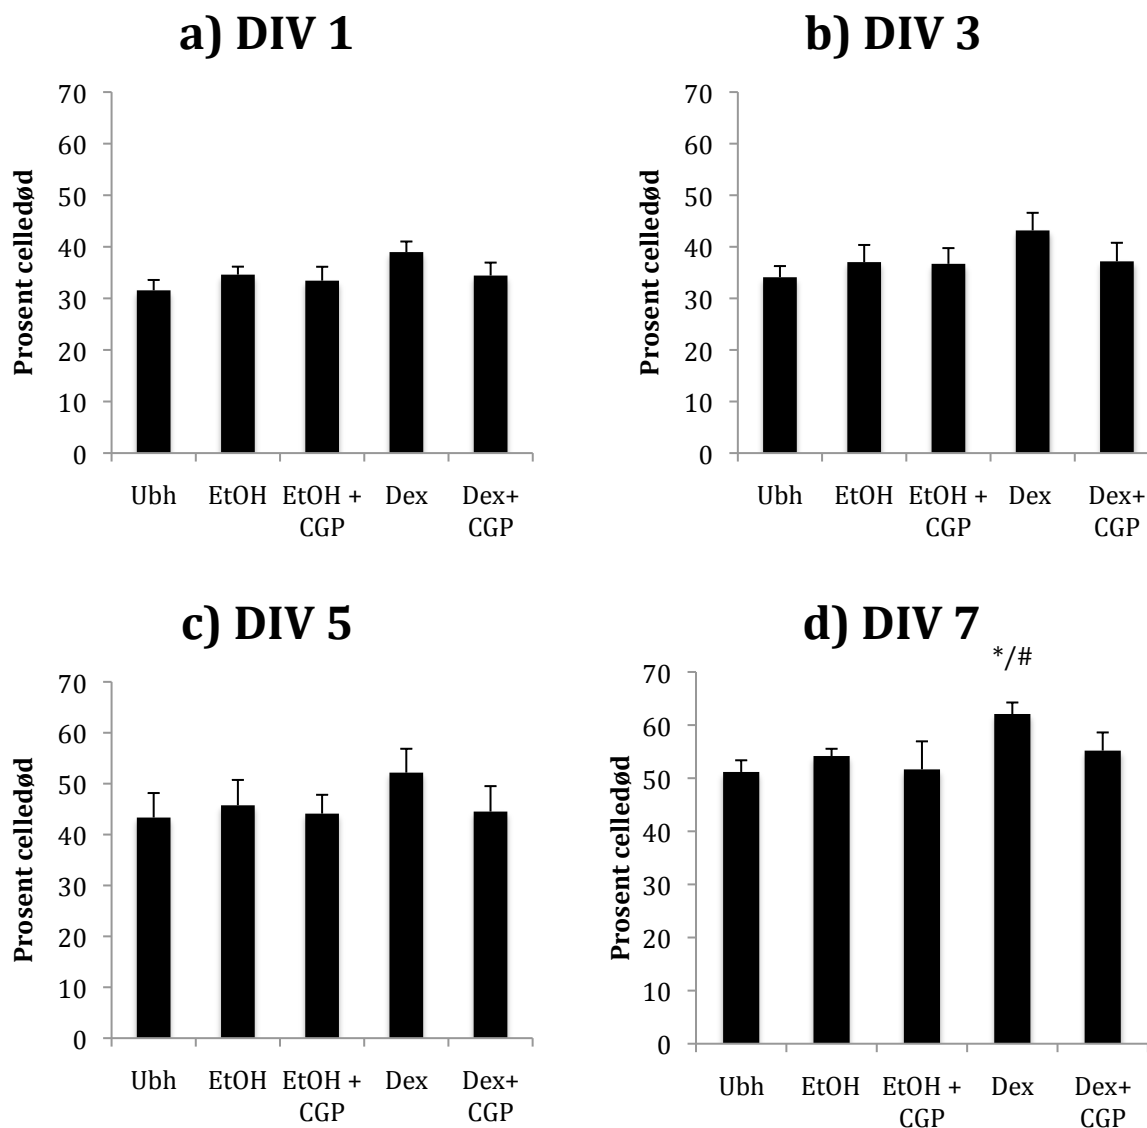 a) DIV 1
Prosent celledød
70
60
50
40
30
20
10
0
Ubh EtOH EtOH + Dex Dex+
CGP CGP
b) DIV 3
Prosent celledød
70
60
50
40
30
20
10
0
Ubh EtOH EtOH + Dex Dex+
CGP CGP
c) DIV 5
Prosent celledød
70
60
50
40
30
20
10
0
Ubh EtOH EtOH + Dex Dex+
CGP CGP
d) DIV 7
*/#
Prosent celledød
70
60
50
40
30
20
10
0
Ubh EtOH EtOH + Dex Dex+
CGP CGP